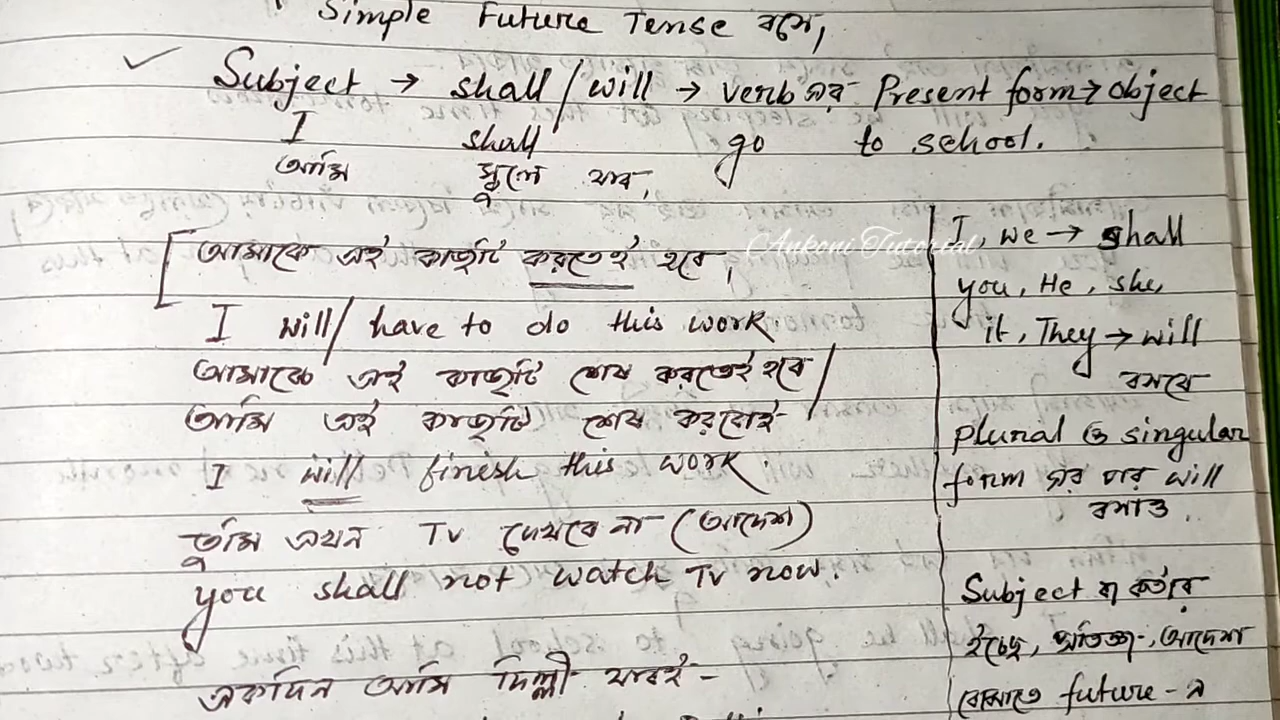 Simple Future Tense বসে,
Subject → shall/will → verb এর Present form → object
I shall go to school.
আমি স্কুলে যাব,
আমাকে এই কাজটি করতেই হবে,
I will/ have to do this work
আমাকে এই কাজটি শেষ করতেই হবে/
আমি এই কাজটি শেষ করবোই-
I will finish this work.
তুমি এখন TV দেখবে না (আদেশ)
you shall not watch TV now.
একদিন আমি দিল্লী যাবই-
Ankani Tutorial
I, we → shall
you, He, she,
it, They → will
বসবে
plural ও singular
form এর পর will
বসাও.
Subject বা কর্তার
ইচ্ছে, প্রতিজ্ঞা, আদেশ
বোঝাতে future-এ